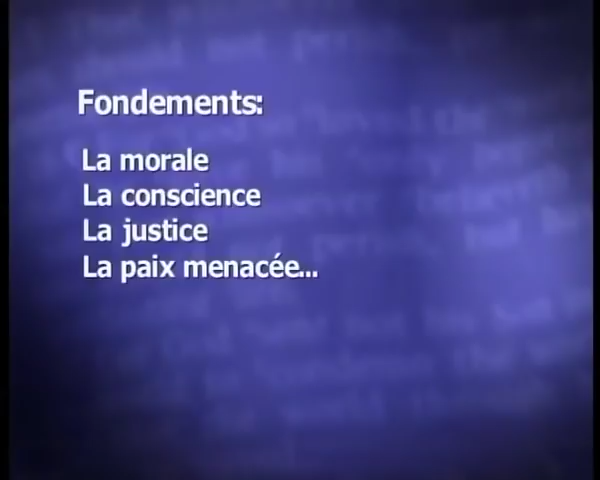 Fondements:
La morale
La conscience
La justice
La paix menacée...